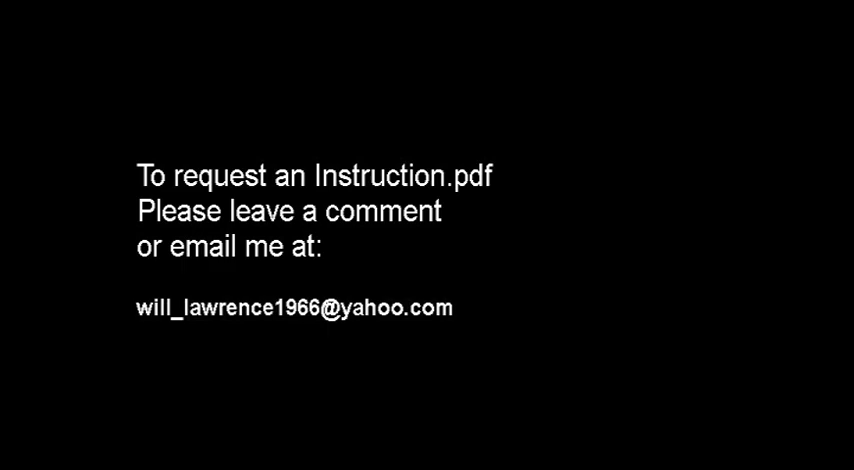 To request an Instruction.pdf
Please leave a comment
or email me at:
will_lawrence1966@yahoo.com